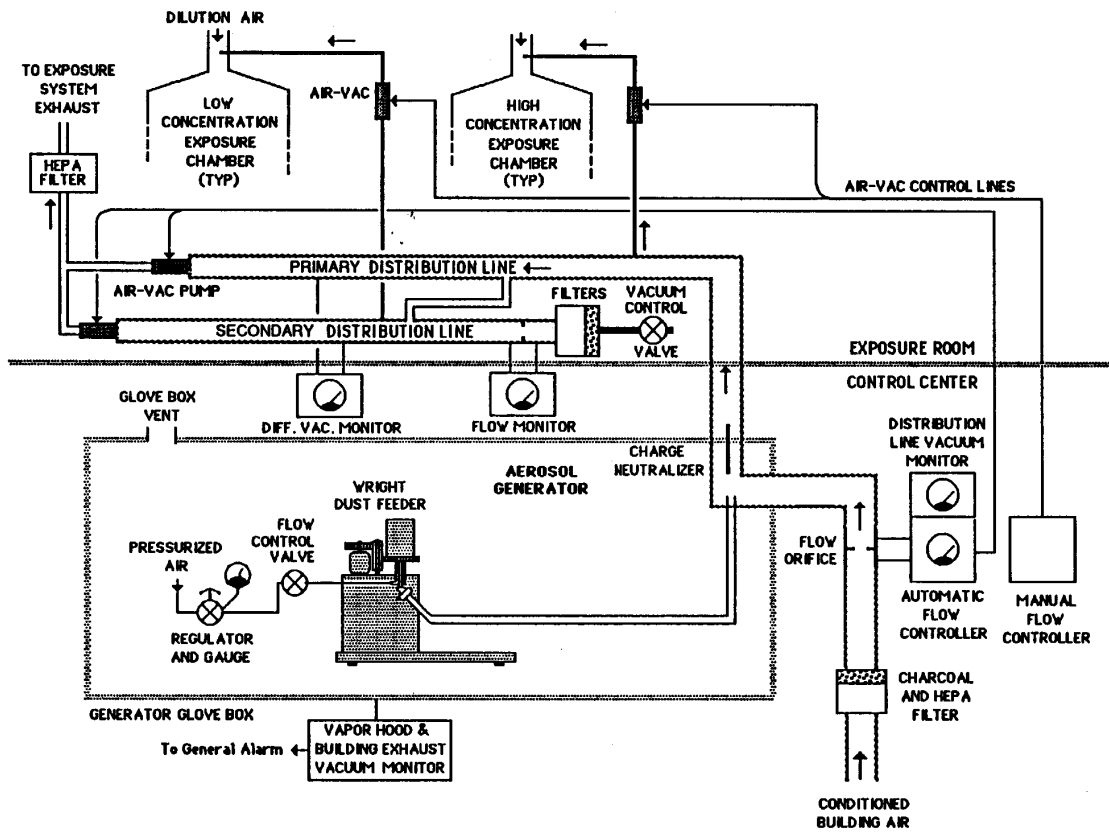 DILUTION AIR
TO EXPOSURE
SYSTEM
EXHAUST
HEPA
FILTER
LOW
CONCENTRATION
EXPOSURE
CHAMBER
(TYP)
AIR-VAC
HIGH
CONCENTRATION
EXPOSURE
CHAMBER
(TYP)
AIR-VAC CONTROL LINES
PRIMARY DISTRIBUTION LINE
AIR-VAC PUMP
SECONDARY DISTRIBUTION LINE
FILTERS
VACUUM
CONTROL
VALVE
EXPOSURE ROOM
CONTROL CENTER
GLOVE BOX
VENT
DIFF. VAC. MONITOR
FLOW MONITOR
DISTRIBUTION
LINE VACUUM
MONITOR
CHARGE
NEUTRALIZER
AEROSOL
GENERATOR
WRIGHT
DUST FEEDER
FLOW
CONTROL
VALVE
PRESSURIZED
AIR
REGULATOR
AND GAUGE
FLOW
ORIFICE
AUTOMATIC
FLOW
CONTROLLER
MANUAL
FLOW
CONTROLLER
CHARCOAL
AND HEPA
FILTER
GENERATOR GLOVE BOX
To General Alarm
VAPOR HOOD &
BUILDING EXHAUST
VACUUM MONITOR
CONDITIONED
BUILDING AIR